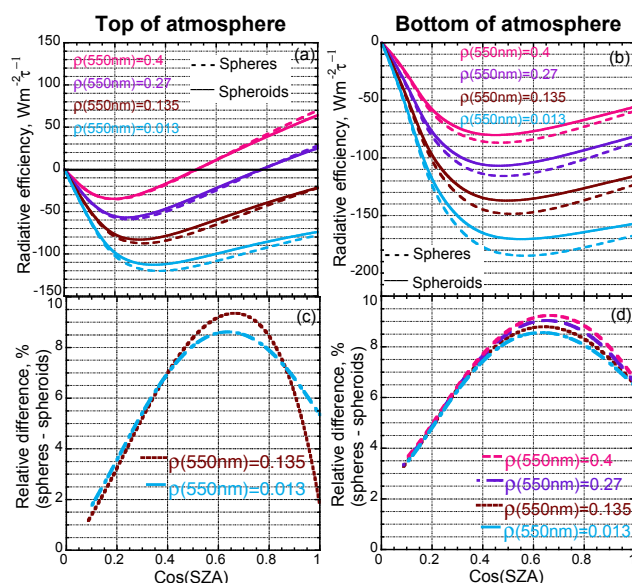 Top of atmosphere
Bottom of atmosphere
Radiative efficiency, Wm⁻²τ⁻¹
150
100
50
0
-50
-100
-150
(a)
ρ(550nm)=0.4
ρ(550nm)=0.27
ρ(550nm)=0.135
ρ(550nm)=0.013
Spheres
Spheroids
Radiative efficiency, Wm⁻²τ⁻¹
0
-50
-100
-150
-200
ρ(550nm)=0.4
(b)
ρ(550nm)=0.27
ρ(550nm)=0.135
ρ(550nm)=0.013
Spheres
Spheroids
Relative difference, %
(spheres - spheroids)
10
8
6
4
2
0
(c)
ρ(550nm)=0.135
ρ(550nm)=0.013
0 0.2 0.4 0.6 0.8 1
Cos(SZA)
Relative difference, %
(spheres - spheroids)
10
8
6
4
2
0
(d)
ρ(550nm)=0.4
ρ(550nm)=0.27
ρ(550nm)=0.135
ρ(550nm)=0.013
0 0.2 0.4 0.6 0.8 1
Cos(SZA)